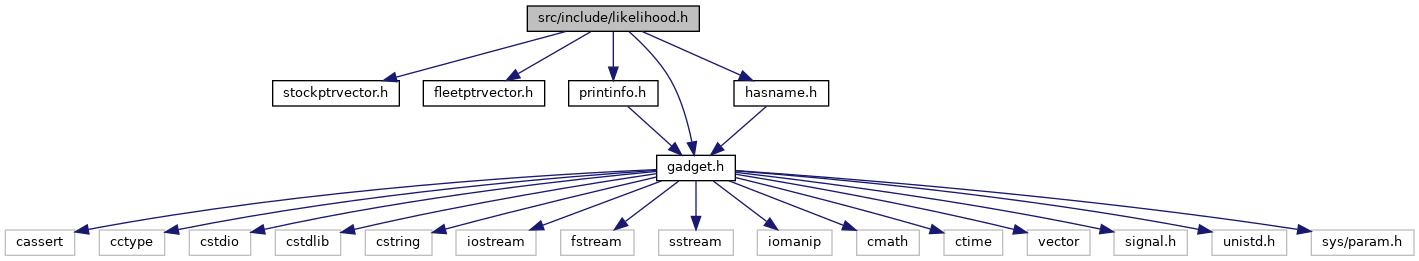 src/include/likelihood.h
stockptrvector.h
fleetptrvector.h
printinfo.h
hasname.h
gadget.h
cassert
cctype
cstdio
cstdlib
cstring
iostream
fstream
sstream
iomanip
cmath
ctime
vector
signal.h
unistd.h
sys/param.h